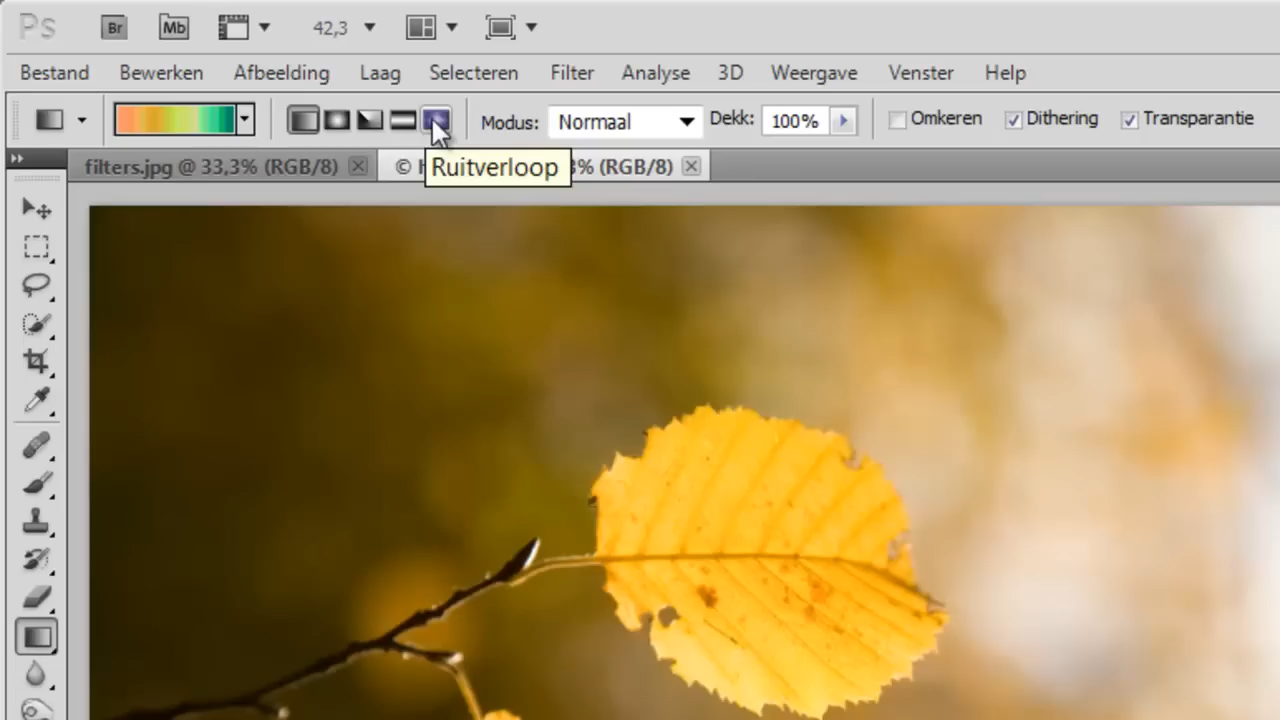 Ps Br Mb 42,3
Bestand Bewerken Afbeelding Laag Selecteren Filter Analyse 3D Weergave Venster Help
Modus: Normaal Dekk: 100% Omkeren Dithering Transparantie
filters.jpg @ 33,3% (RGB/8) © 3% (RGB/8)
Ruitverloop